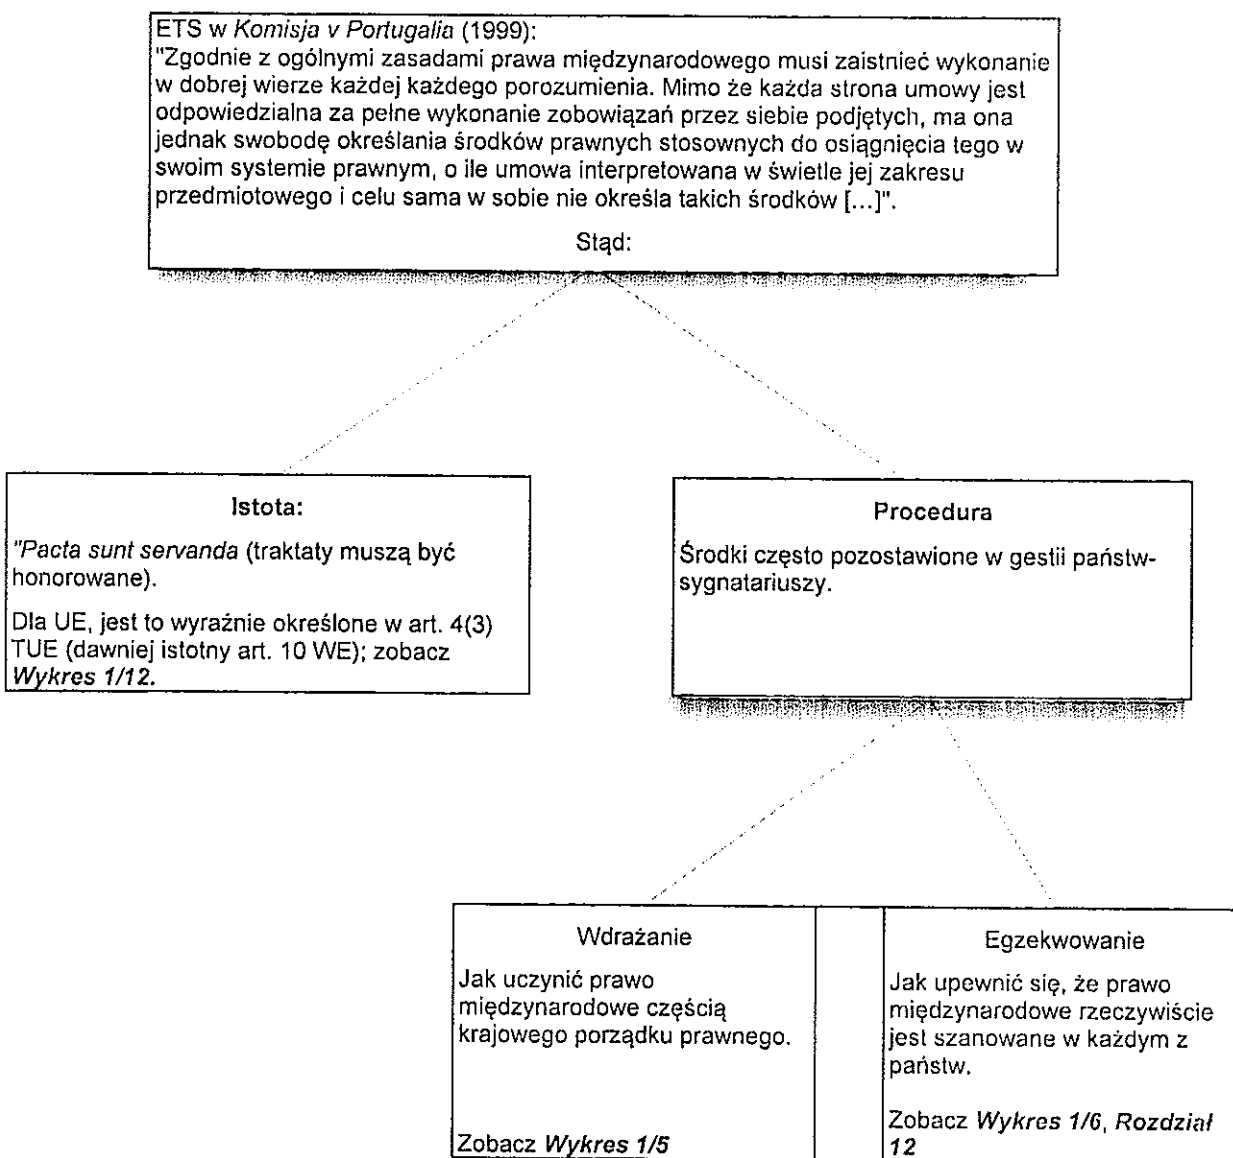 ETS w Komisja v Portugalia (1999):
"Zgodnie z ogólnymi zasadami prawa międzynarodowego musi zaistnieć wykonanie
w dobrej wierze każdej każdego porozumienia. Mimo że każda strona umowy jest
odpowiedzialna za pełne wykonanie zobowiązań przez siebie podjętych, ma ona
jednak swobodę określania środków prawnych stosownych do osiągnięcia tego w
swoim systemie prawnym, o ile umowa interpretowana w świetle jej zakresu
przedmiotowego i celu sama w sobie nie określa takich środków [...]".
Stąd:
Istota:
"Pacta sunt servanda (traktaty muszą być
honorowane).
Dla UE, jest to wyraźnie określone w art. 4(3)
TUE (dawniej istotny art. 10 WE); zobacz
Wykres 1/12.
Procedura
Środki często pozostawione w gestii państw-
sygnatariuszy.
Wdrażanie
Jak uczynić prawo
międzynarodowe częścią
krajowego porządku prawnego.
Zobacz Wykres 1/5
Egzekwowanie
Jak upewnić się, że prawo
międzynarodowe rzeczywiście
jest szanowane w każdym z
państw.
Zobacz Wykres 1/6, Rozdział
12